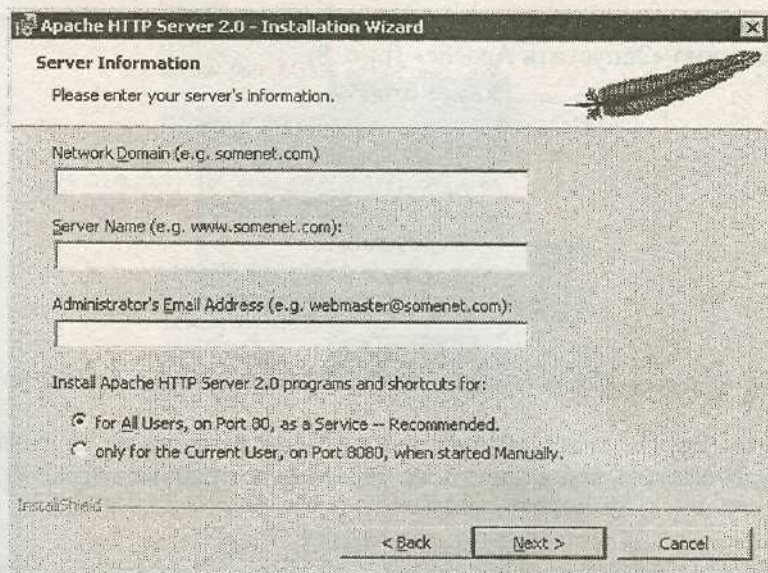 Apache HTTP Server 2.0 - Installation Wizard
Server Information
Please enter your server's information.
Network Domain (e.g. somenet.com)
Server Name (e.g. www.somenet.com):
Administrator's Email Address (e.g. webmaster@somenet.com):
Install Apache HTTP Server 2.0 programs and shortcuts for:
for All Users, on Port 80, as a Service -- Recommended.
only for the Current User, on Port 8080, when started Manually.
InstallShield
< Back
Next >
Cancel